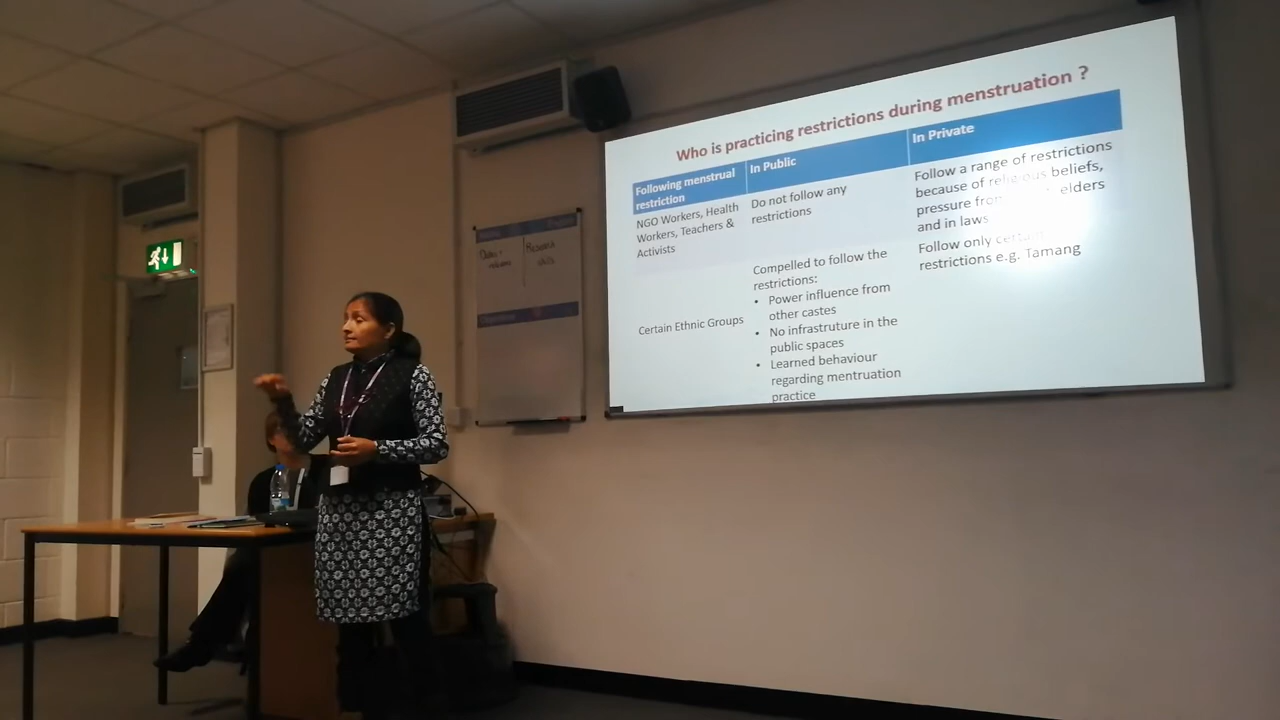 Who is practicing restrictions during menstruation ?
Following menstrual
restriction
In Public
In Private
NGO Workers, Health
Workers, Teachers &
Activists
Do not follow any
restrictions
Follow a range of restrictions
because of religious beliefs,
pressure from elders
and in laws
Certain Ethnic Groups
Compelled to follow the
restrictions:
• Power influence from
other castes
• No infrastruture in the
public spaces
• Learned behaviour
regarding mentruation
practice
Follow only certain
restrictions e.g. Tamang